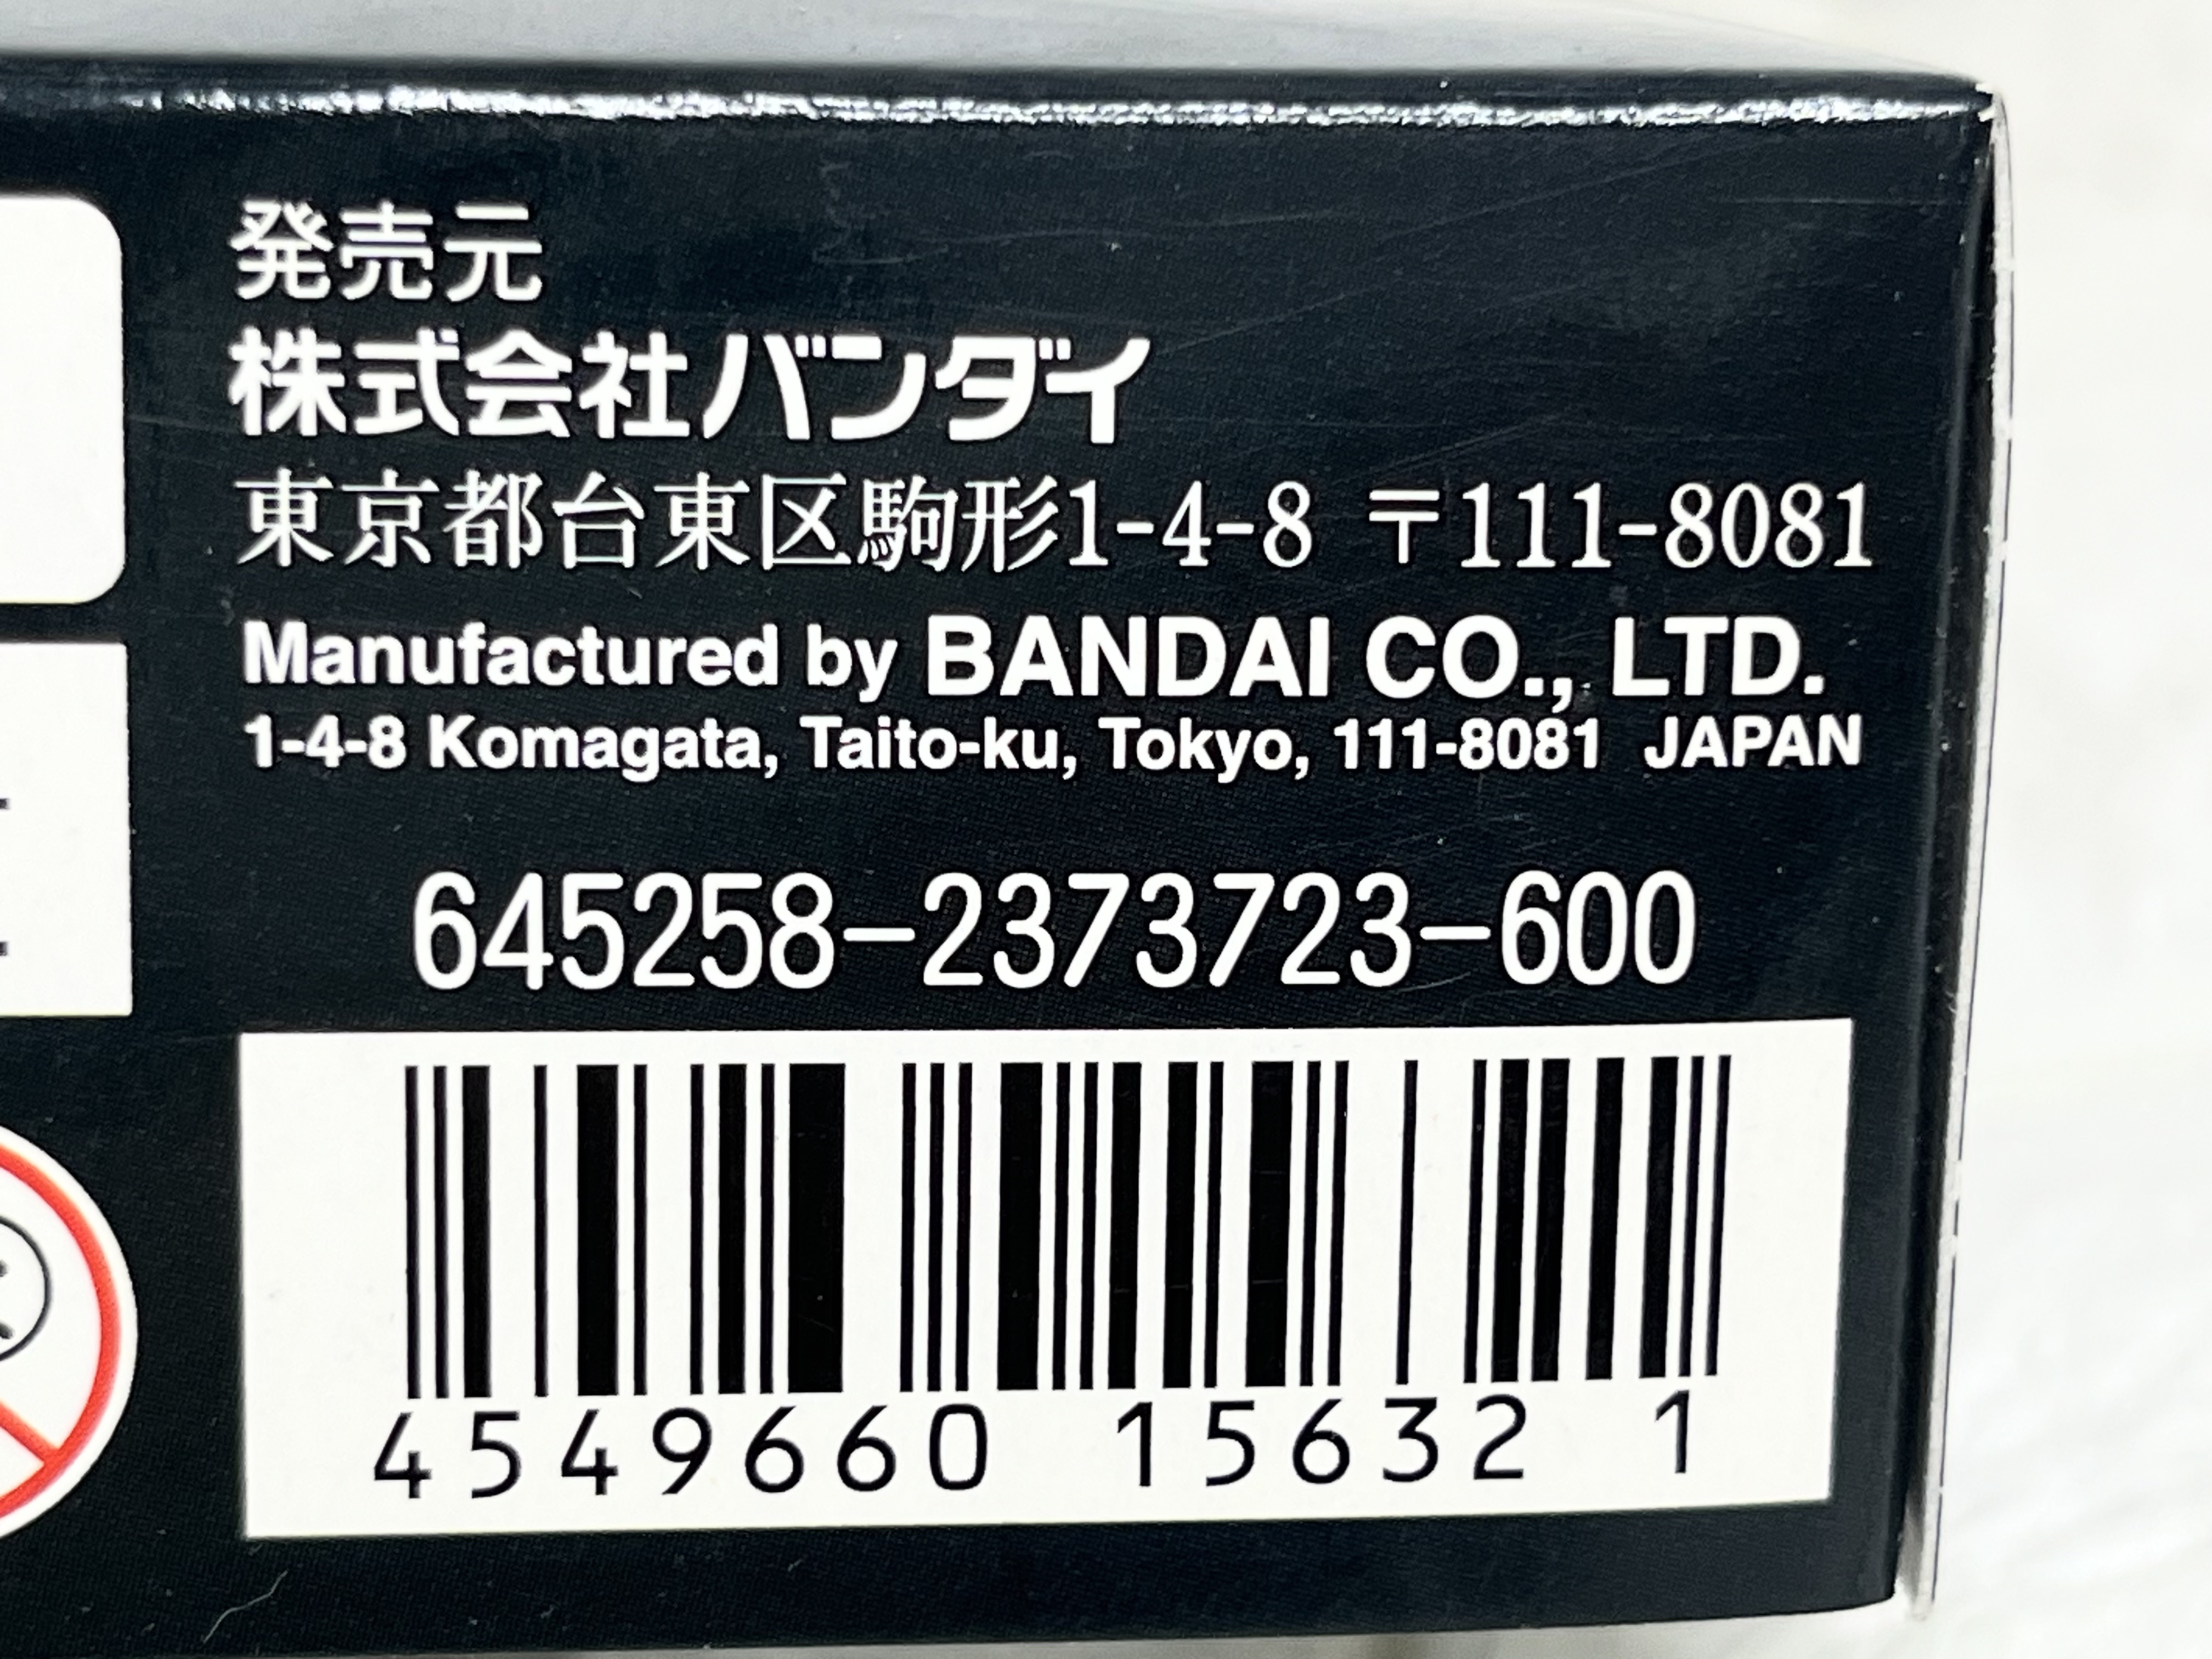 発売元
株式会社バンダイ
東京都台東区駒形1-4-8 〒111-8081
Manufactured by BANDAI CO., LTD.
1-4-8 Komagata, Taito-ku, Tokyo, 111-8081 JAPAN
645258-2373723-600
4549660 15632 1